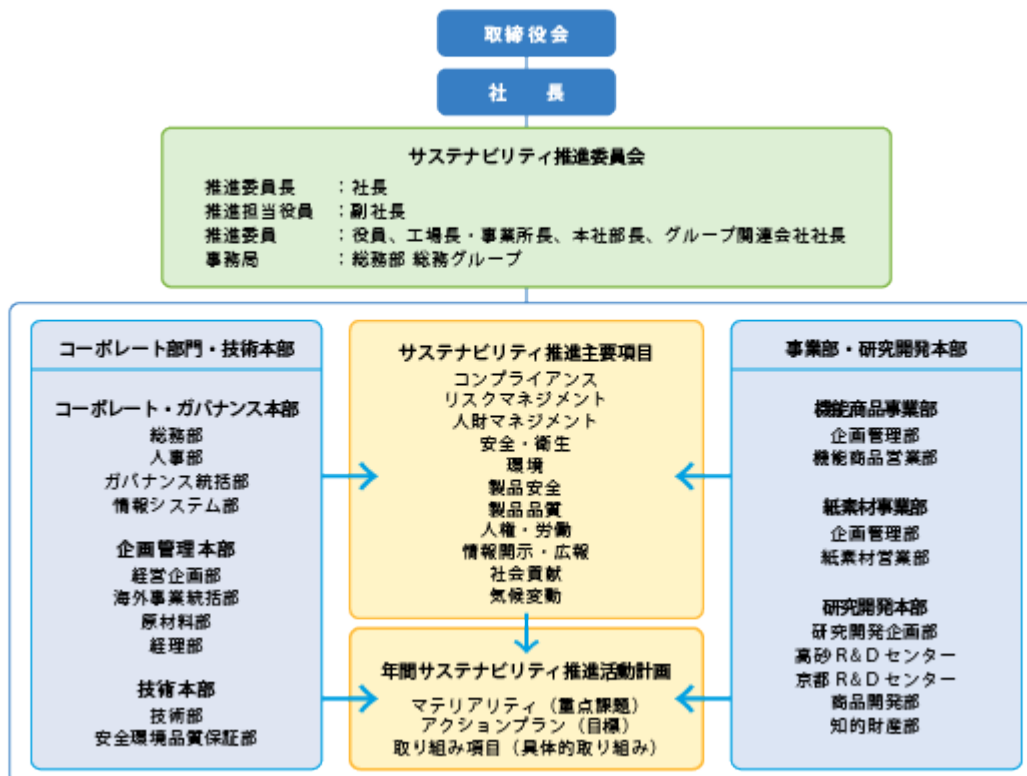 取締役会
社　長
サステナビリティ推進委員会
推進委員長　：社長
推進担当役員　：副社長
推進委員　：役員、工場長・事業所長、本社部長、グループ関連会社社長
事務局　：総務部 総務グループ
コーポレート部門・技術本部
コーポレート・ガバナンス本部
総務部
人事部
ガバナンス統括部
情報システム部
企画管理本部
経営企画部
海外事業統括部
原材料部
経理部
技術本部
技術部
安全環境品質保証部
サステナビリティ推進主要項目
コンプライアンス
リスクマネジメント
人財マネジメント
安全・衛生
環境
製品安全
製品品質
人権・労働
情報開示・広報
社会貢献
気候変動
年間サステナビリティ推進活動計画
マテリアリティ（重点課題）
アクションプラン（目標）
取り組み項目（具体的取り組み）
事業部・研究開発本部
機能商品事業部
企画管理部
機能商品営業部
紙素材事業部
企画管理部
紙素材営業部
研究開発本部
研究開発企画部
高砂R&Dセンター
京都R&Dセンター
商品開発部
知的財産部